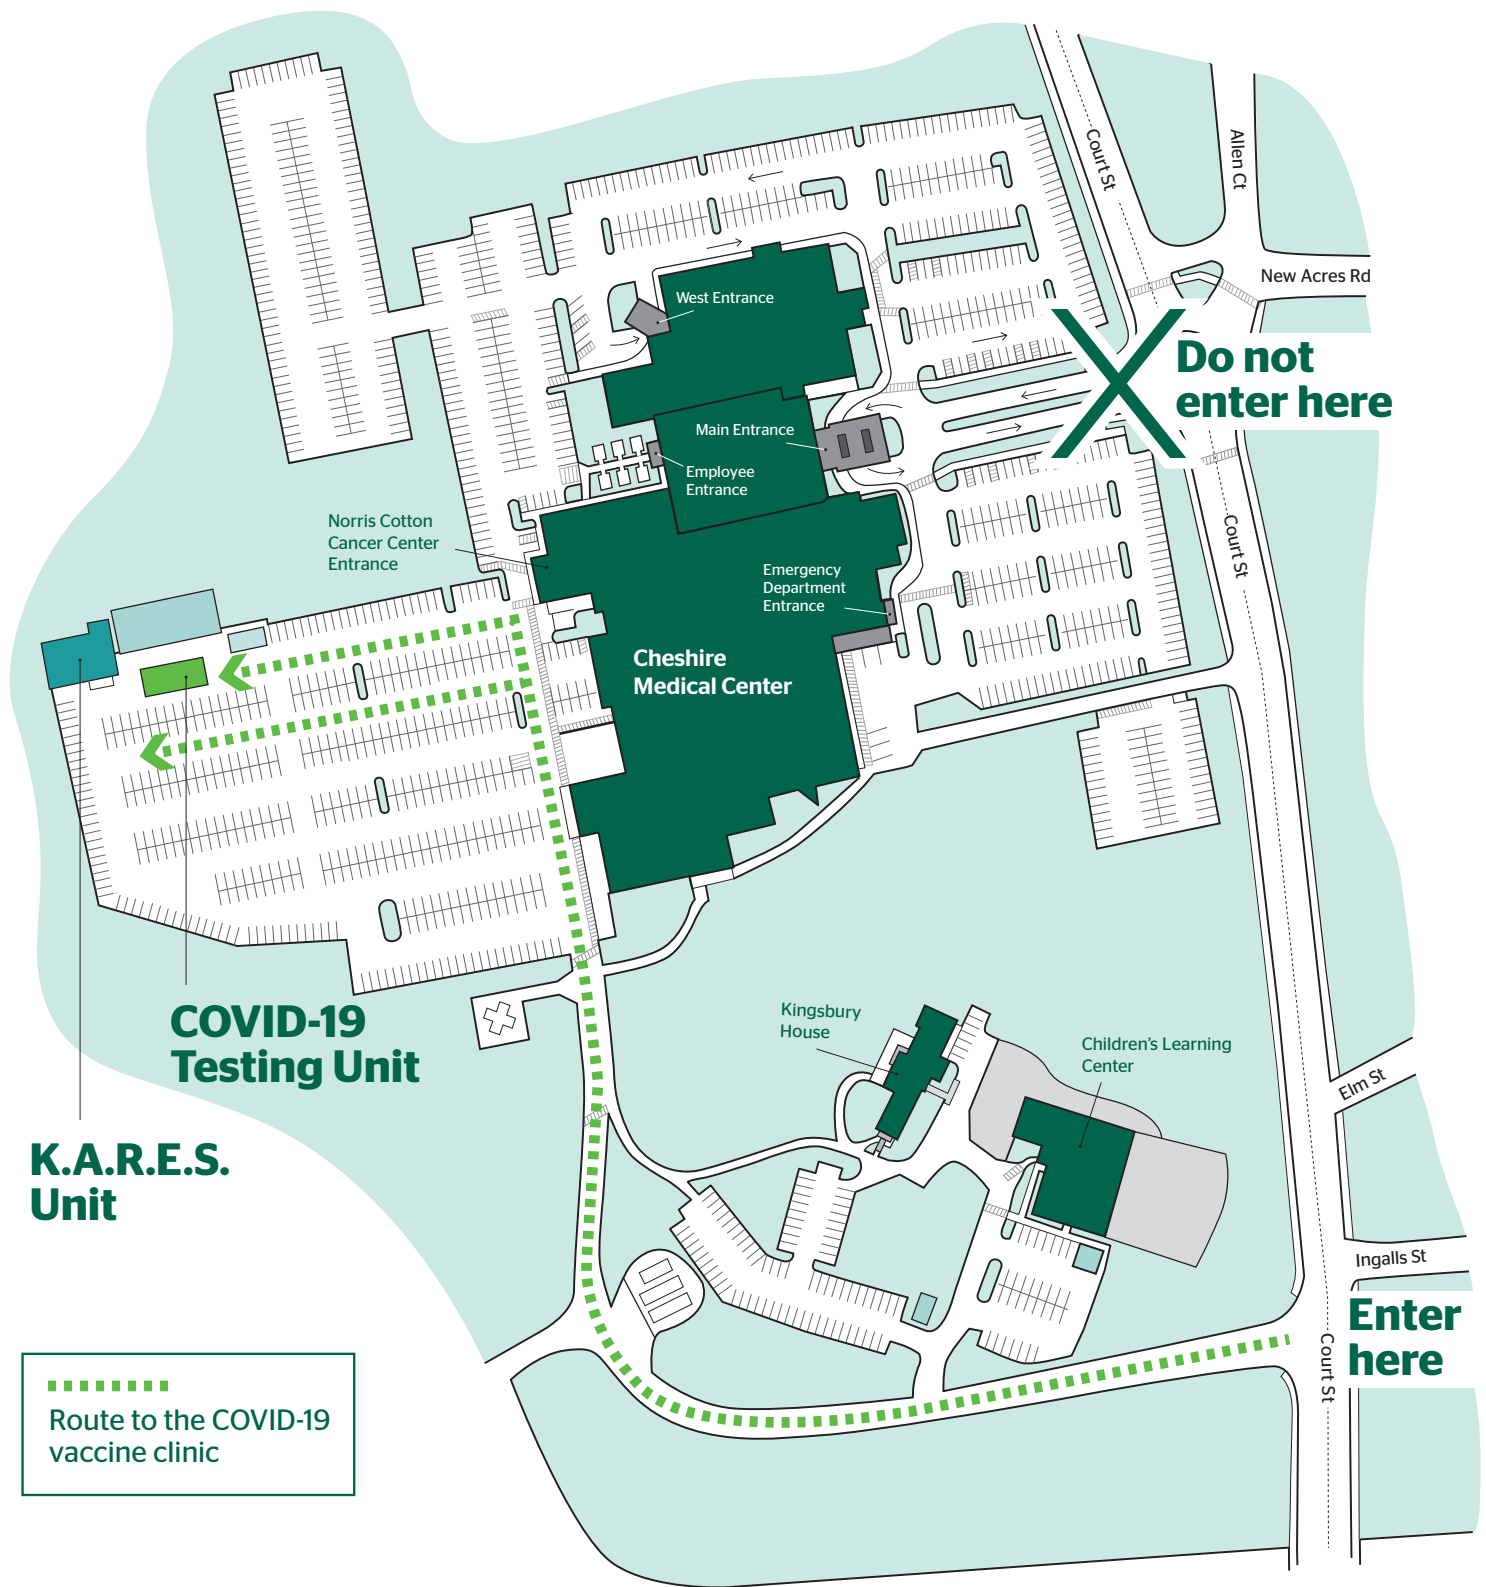 Court St
Allen Ct
New Acres Rd
West Entrance
Do not
enter here
Main Entrance
Employee
Entrance
Norris Cotton
Cancer Center
Entrance
Court St
Emergency
Department
Entrance
Cheshire
Medical Center
COVID-19
Testing Unit
Kingsbury
House
Children's Learning
Center
Elm St
K.A.R.E.S.
Unit
Ingalls St
Enter
here
Court St
Route to the COVID-19
vaccine clinic